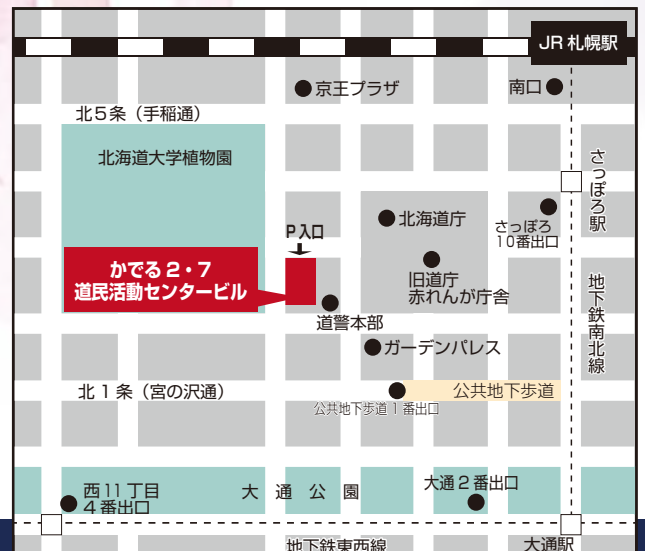 JR 札幌駅
京王プラザ
南口
北5条（手稲通）
北海道大学植物園
さっぽろ駅
北海道庁
さっぽろ
10番出口
P 入口
かでる 2・7
道民活動センタービル
旧道庁
赤れんが庁舎
地下鉄南北線
道警本部
ガーデンパレス
北 1 条（宮の沢通）
公共地下歩道
公共地下歩道 1 番出口
西11丁目
4 番出口
大通公園
大通 2 番出口
地下鉄東西線
大通駅